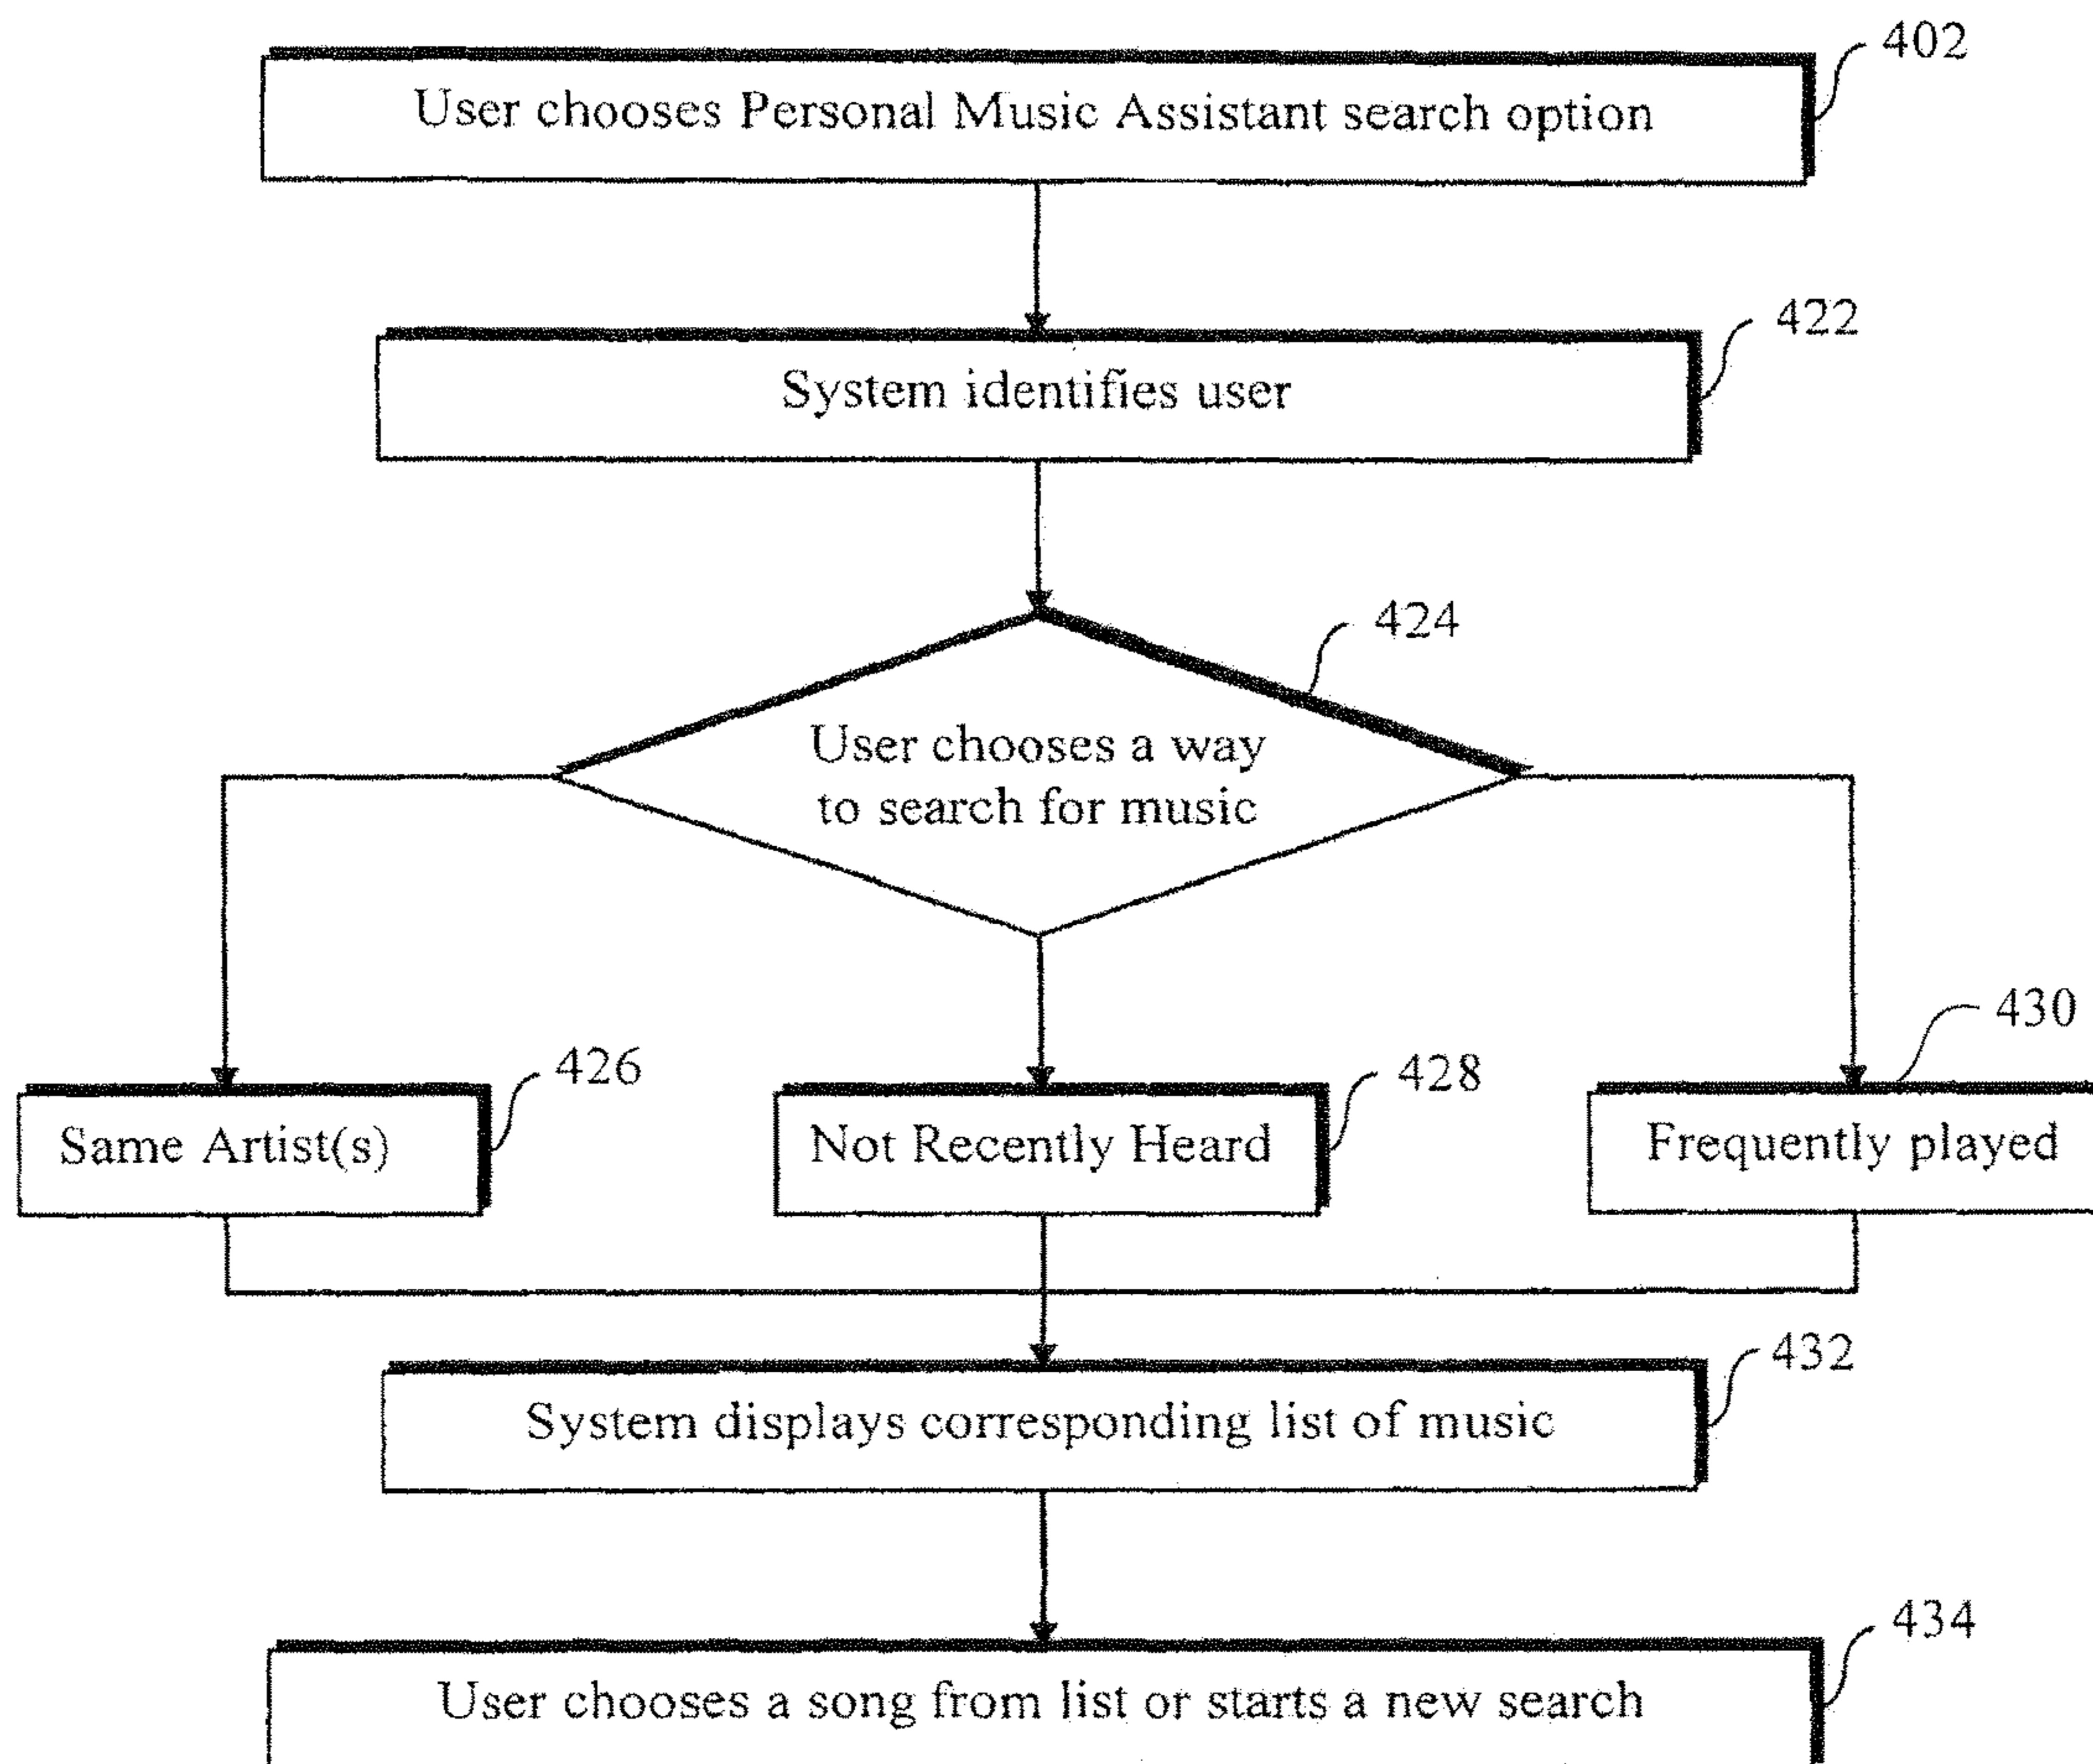 402
User chooses Personal Music Assistant search option
422
System identifies user
424
User chooses a way
to search for music
426
428
430
Same Artist(s)
Not Recently Heard
Frequently played
432
System displays corresponding list of music
434
User chooses a song from list or starts a new search